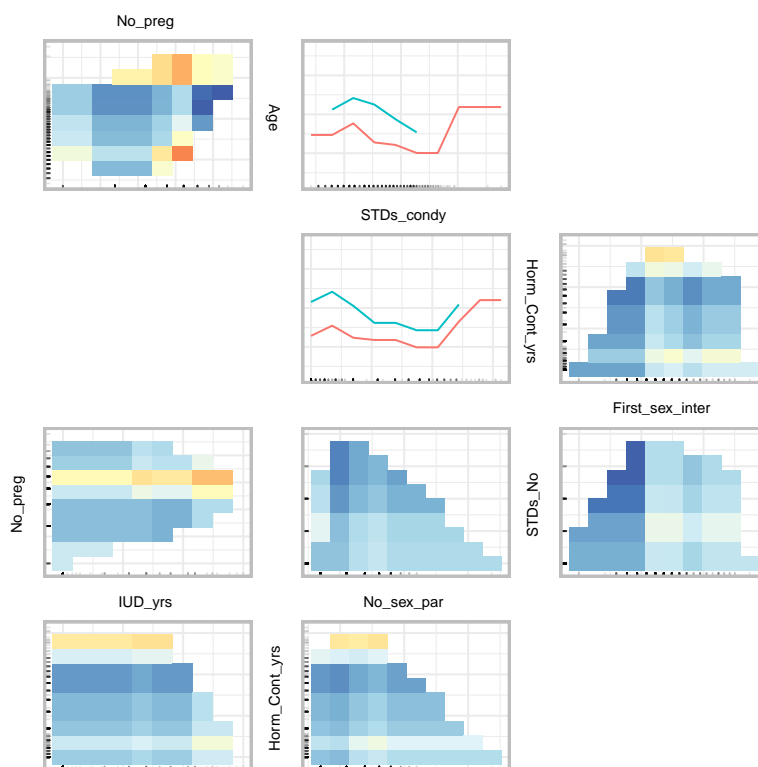 No_preg
Age
STDs_condy
Horm_Cont_yrs
First_sex_inter
No_preg
STDs_No
IUD_yrs
No_sex_par
Horm_Cont_yrs